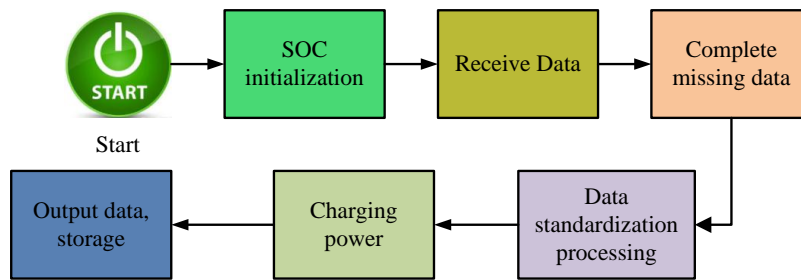 START
Start
SOC
initialization
Receive Data
Complete
missing data
Data
standardization
processing
Charging
power
Output data,
storage